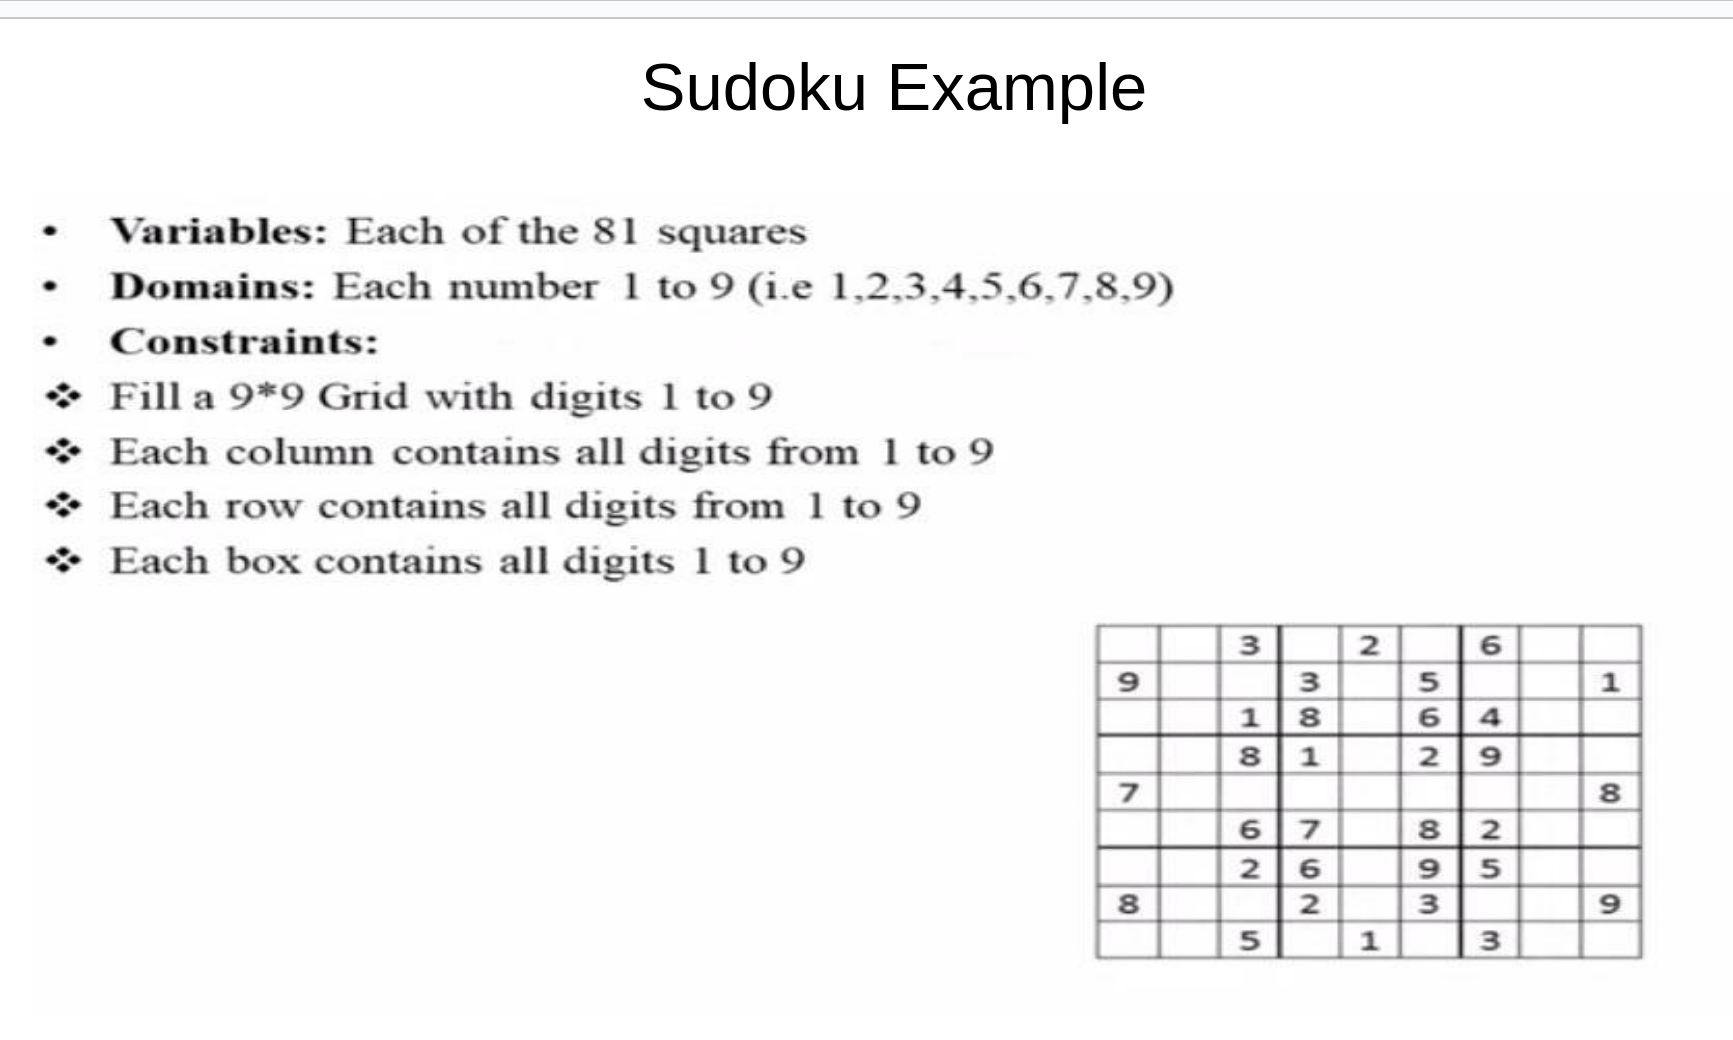 Sudoku Example
• Variables: Each of the 81 squares
• Domains: Each number 1 to 9 (i.e 1,2,3,4,5,6,7,8,9)
• Constraints:
❖ Fill a 9*9 Grid with digits 1 to 9
❖ Each column contains all digits from 1 to 9
❖ Each row contains all digits from 1 to 9
❖ Each box contains all digits 1 to 9
3 2 6
9 3 5 1
1 8 6 4
8 1 2 9
7 8
6 7 8 2
2 6 9 5
8 2 3 9
5 1 3